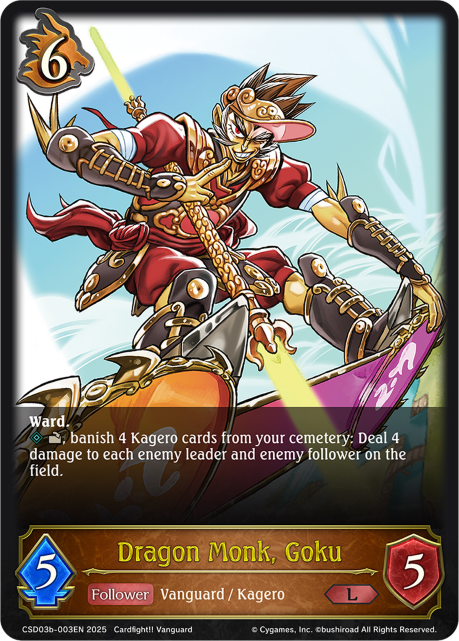 6
Ward.
, banish 4 Kagero cards from your cemetery: Deal 4
damage to each enemy leader and enemy follower on the
field.
Dragon Monk, Goku
5
Follower Vanguard / Kagero
L
5
CSD03b-003EN 2025 Cardfight!! Vanguard © Cygames, Inc. ©bushiroad All Rights Reserved.